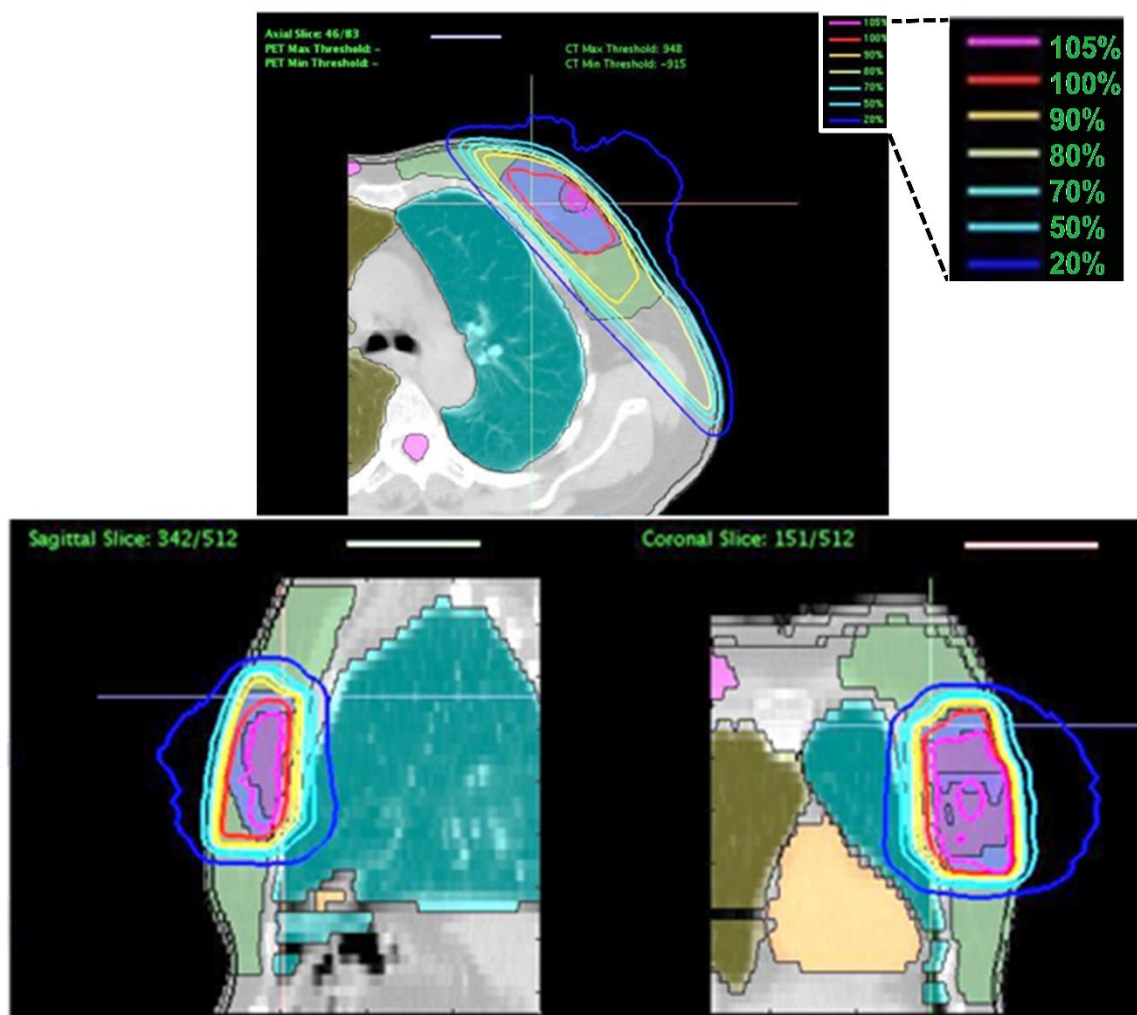 Axial Slice: 46/83
PET Max Threshold: -
PET Min Threshold: -
CT Max Threshold: 948
CT Min Threshold: -915
105%
100%
90%
80%
70%
50%
20%
105%
100%
90%
80%
70%
50%
20%
Sagittal Slice: 342/512
Coronal Slice: 151/512